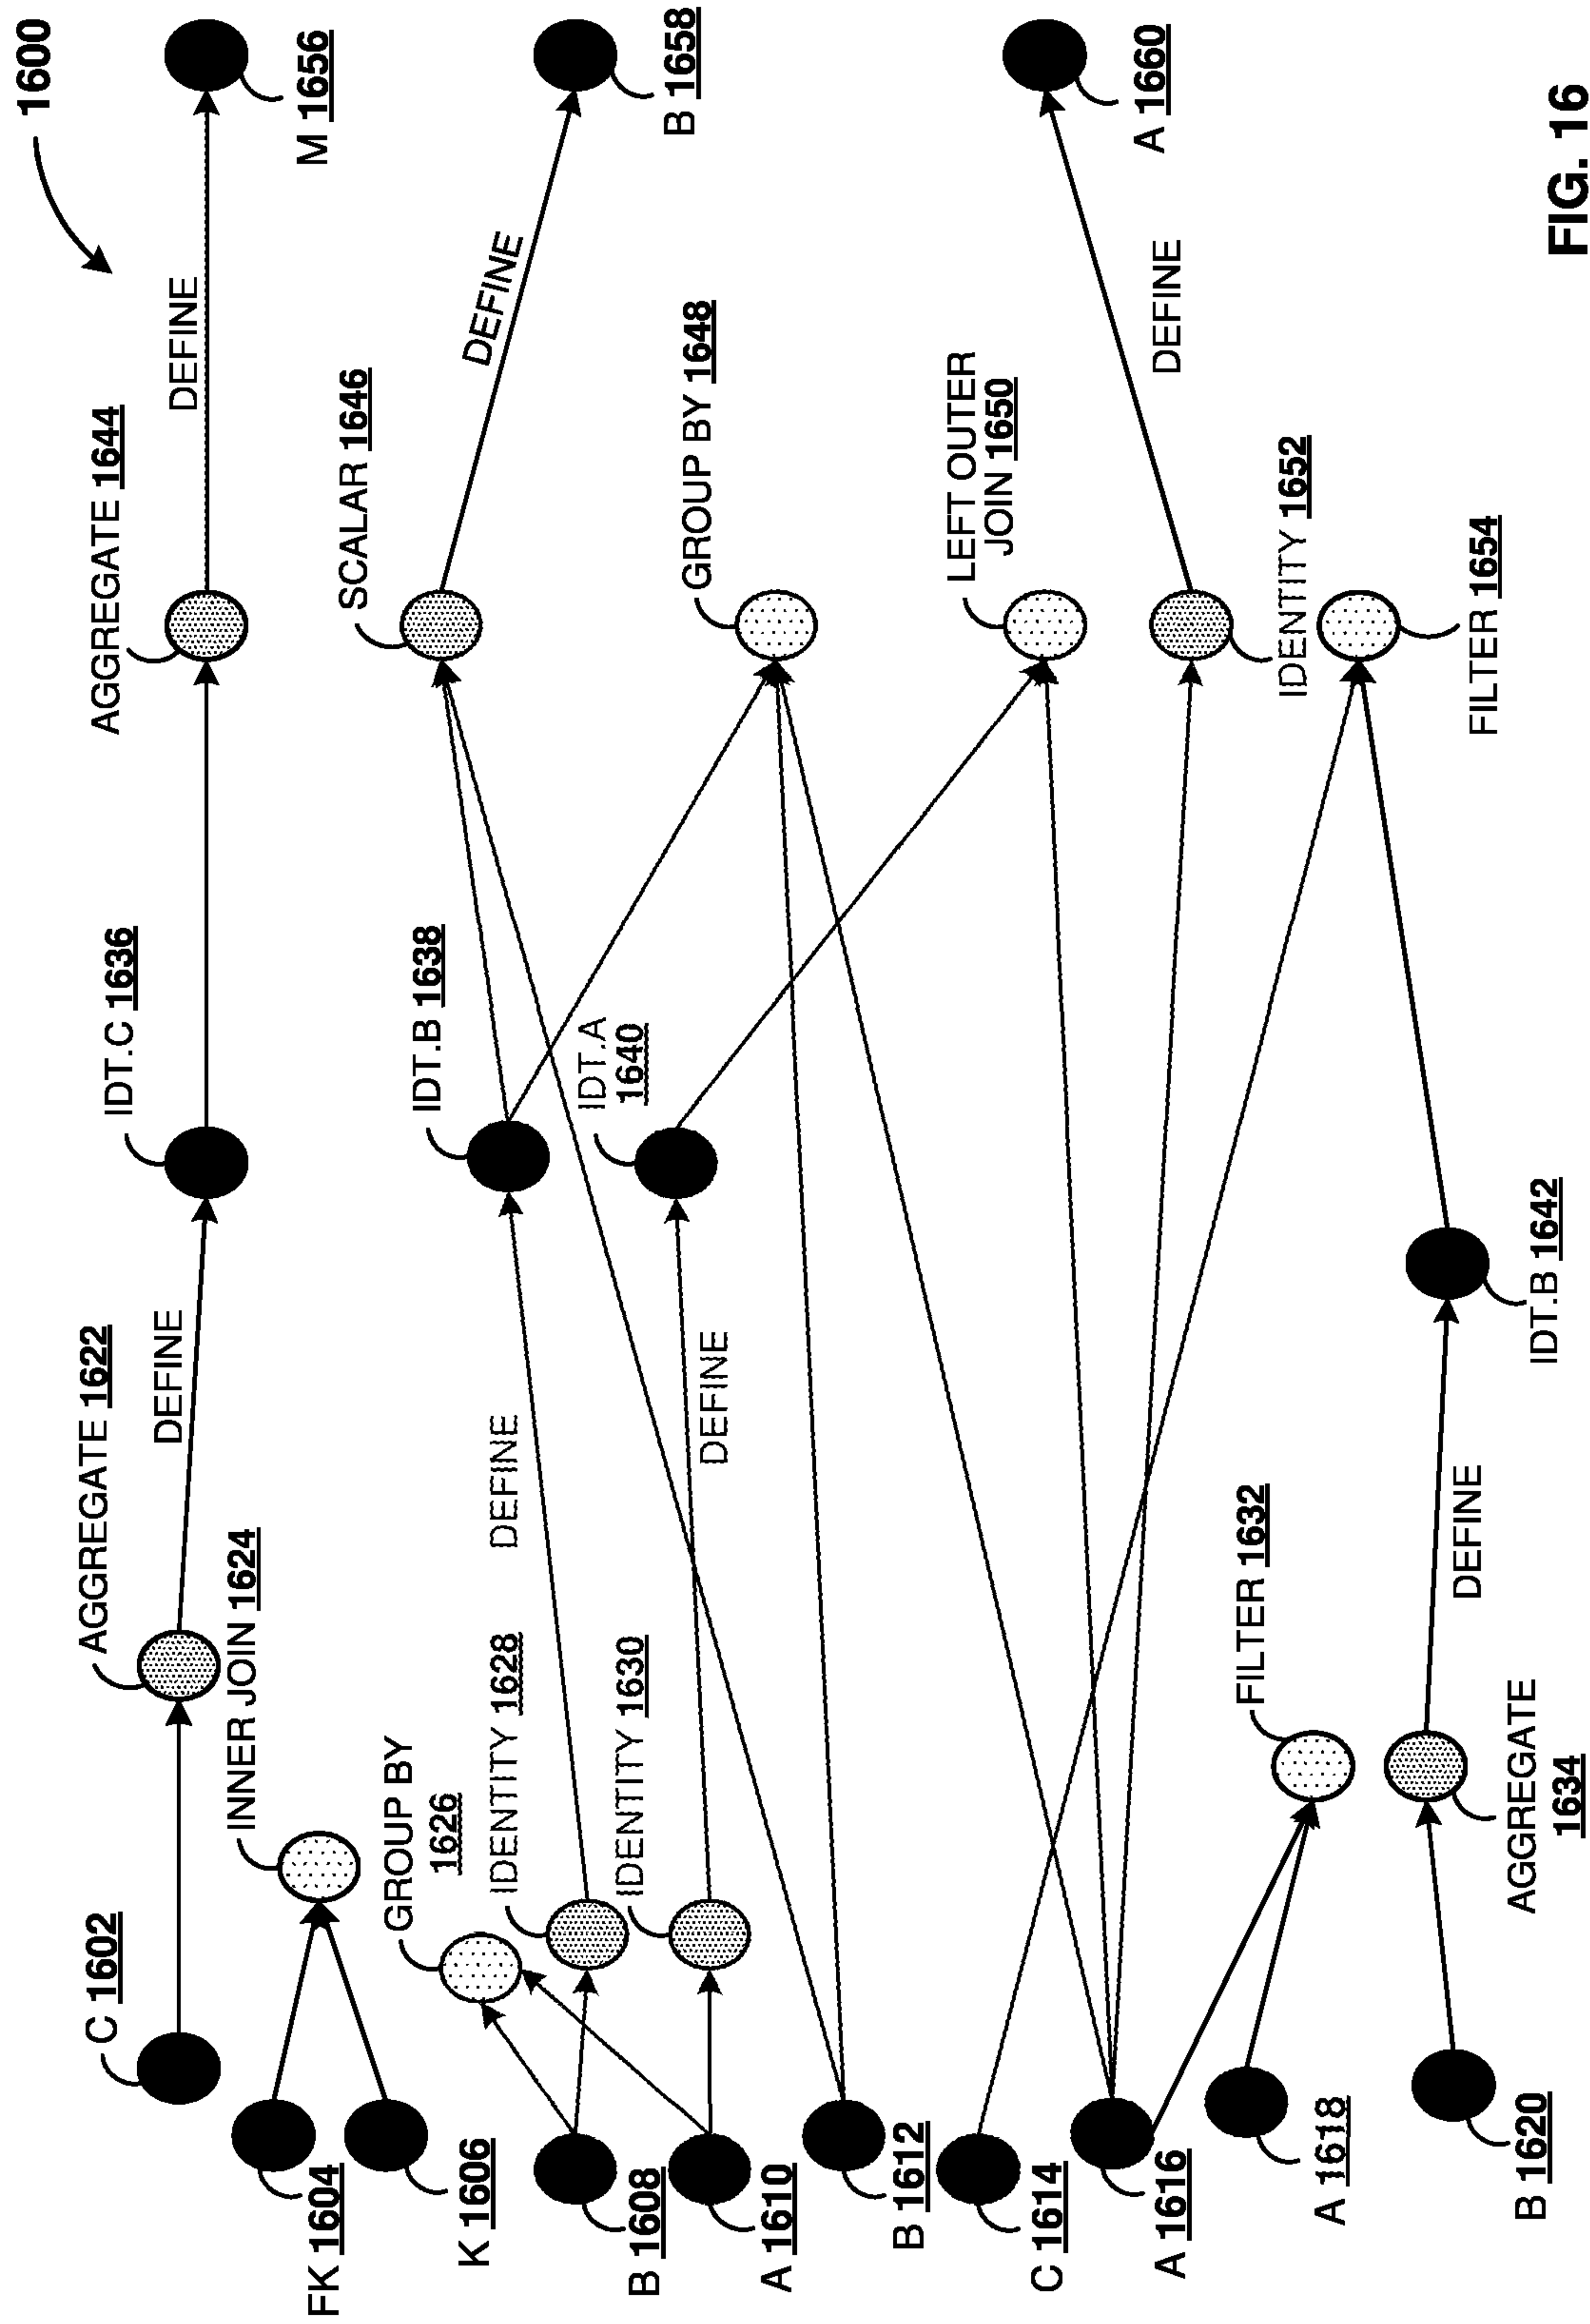 1600
C 1602
FK 1604
K 1606
B 1608
A 1610
B 1612
C 1614
A 1616
A 1618
B 1620
AGGREGATE 1622
INNER JOIN 1624
GROUP BY
1626
IDENTITY 1628
IDENTITY 1630
FILTER 1632
AGGREGATE
1634
DEFINE
DEFINE
DEFINE
DEFINE
IDT.C 1636
IDT.B 1638
IDT.A
1640
IDT.B 1642
AGGREGATE 1644
SCALAR 1646
GROUP BY 1648
LEFT OUTER
JOIN 1650
IDENTITY 1652
FILTER 1654
DEFINE
DEFINE
DEFINE
M 1656
B 1658
A 1660
FIG. 16